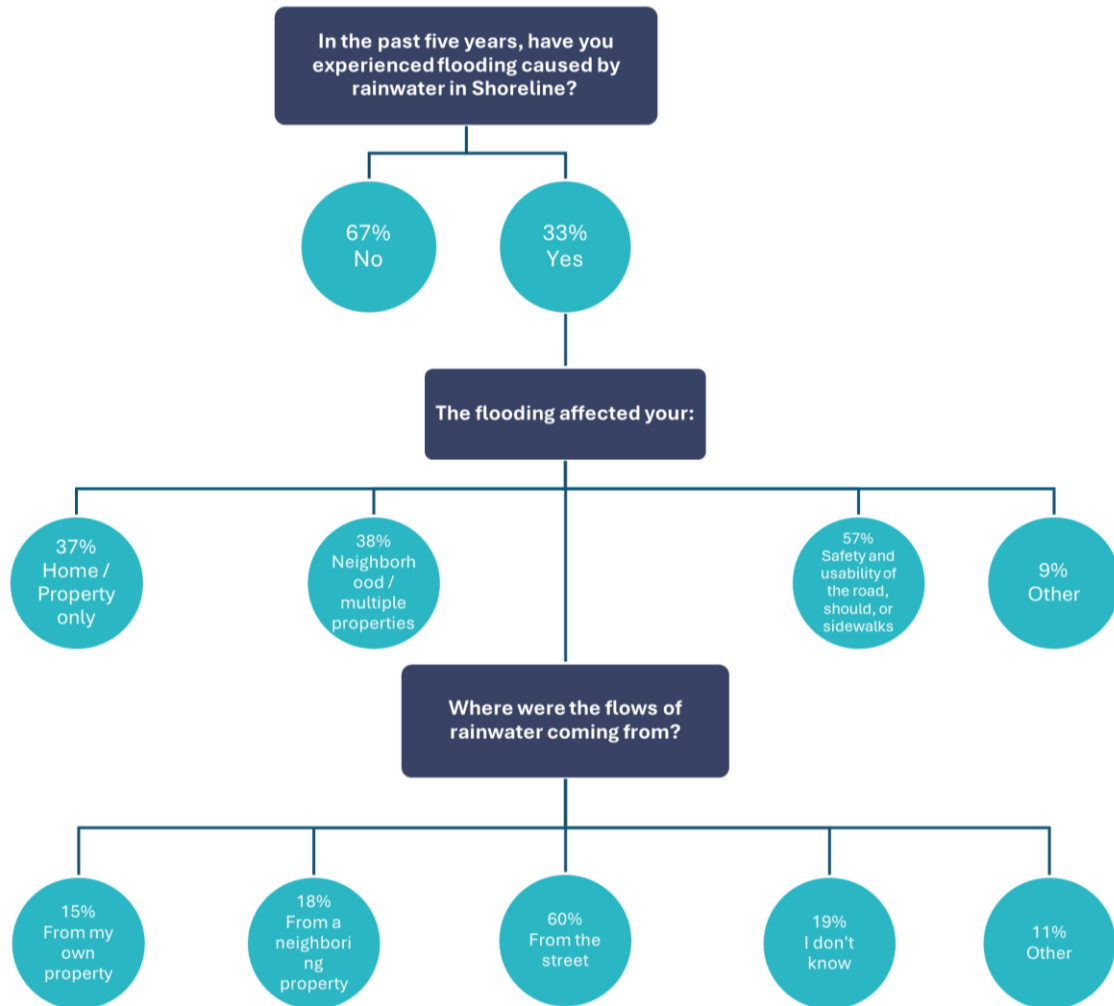 In the past five years, have you
experienced flooding caused by
rainwater in Shoreline?
67%
No
33%
Yes
The flooding affected your:
37%
Home /
Property
only
38%
Neighborh
ood /
multiple
properties
57%
Safety and
usability of
the road,
should, or
sidewalks
9%
Other
Where were the flows of
rainwater coming from?
15%
From my
own
property
18%
From a
neighbori
ng
property
60%
From the
street
19%
I don't
know
11%
Other